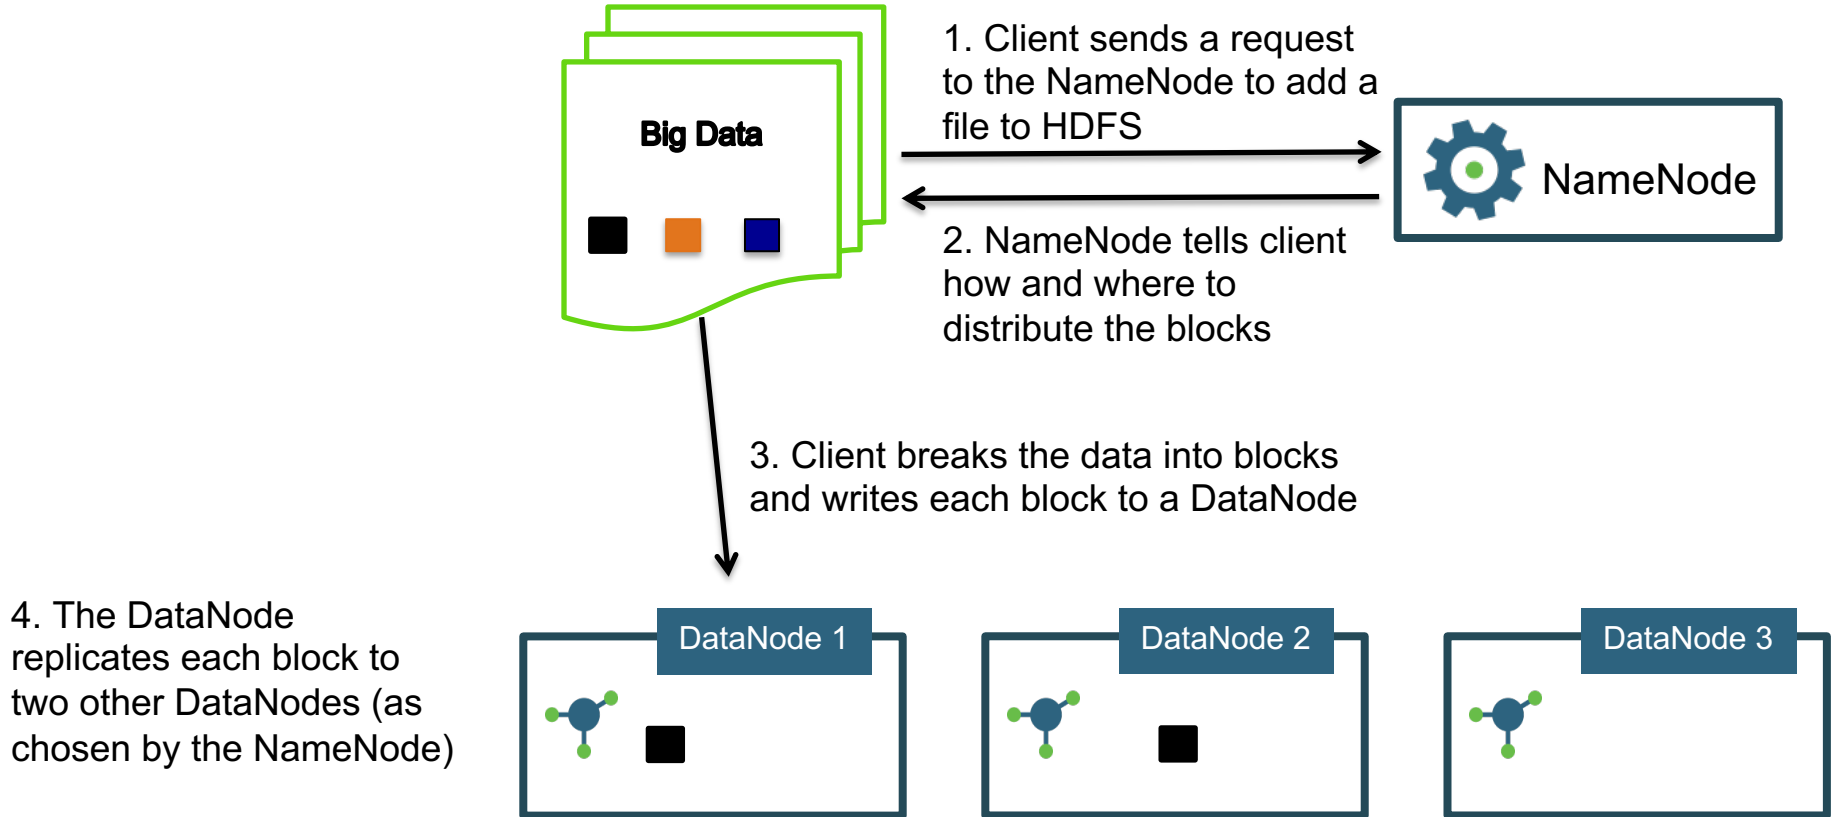 1. Client sends a request
to the NameNode to add a
file to HDFS
Big Data
NameNode
2. NameNode tells client
how and where to
distribute the blocks
3. Client breaks the data into blocks
and writes each block to a DataNode
4. The DataNode
replicates each block to
two other DataNodes (as
chosen by the NameNode)
DataNode 1
DataNode 2
DataNode 3